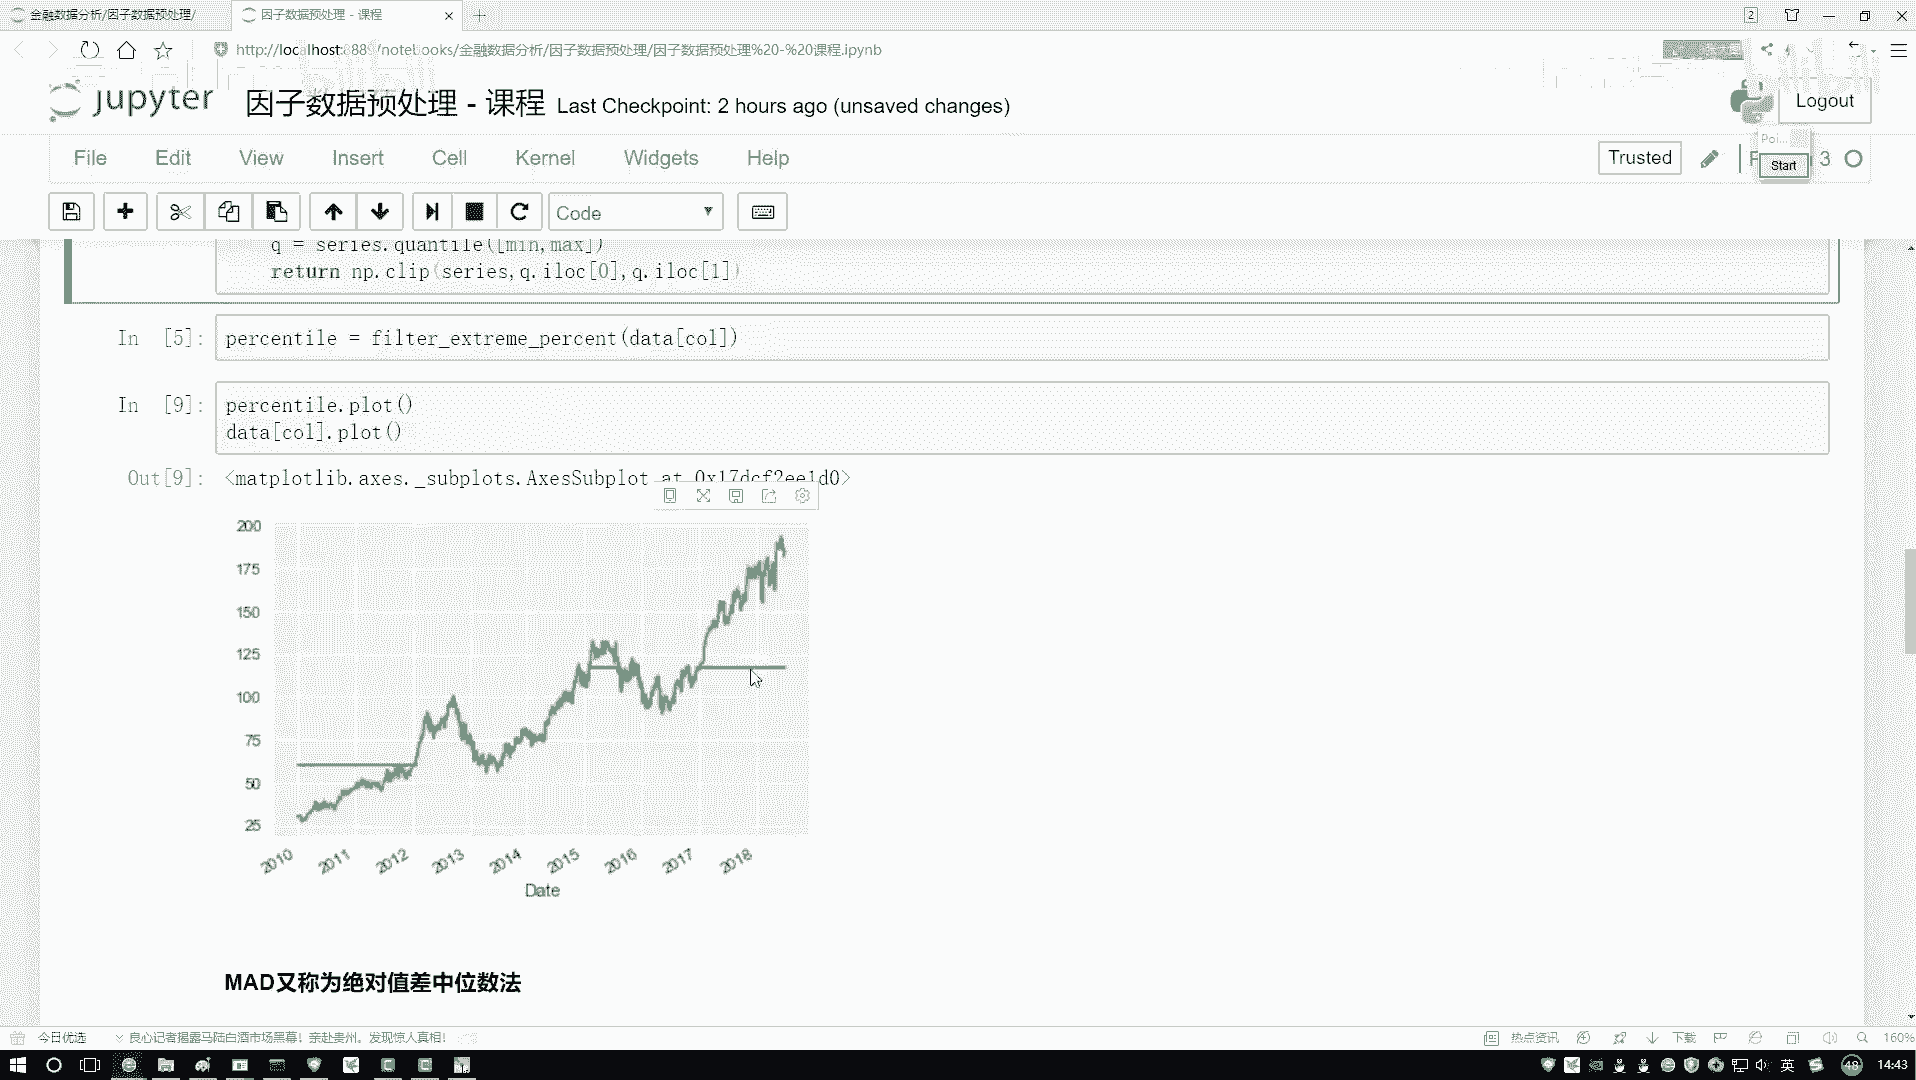 金融数据分析/因子数据预处理/
因子数据预处理 - 课程
2
http://localhost:888 /notebooks/金融数据分析/因子数据预处理/因子数据预处理%20-%20课程.ipynb
jupyter
因子数据预处理 - 课程 Last Checkpoint: 2 hours ago (unsaved changes)
Logout
File Edit View Insert Cell Kernel Widgets Help
Trusted
3
Start
Code
q = series.quantile([min,max])
return np.clip(series,q.iloc[0],q.iloc[1])
In [5]: percentile = filter_extreme_percent(data[col])
In [9]: percentile.plot()
data[col].plot()
Out[9]: <matplotlib.axes._subplots.AxesSubplot at 0x17dcf2ee1d0>
200
175
150
125
100
75
50
25
2010 2011 2012 2013 2014 2015 2016 2017 2018
Date
MAD又称为绝对值差中位数法
今日优选
良心记者揭露马陆白酒市场黑幕！亲赴贵州。发现惊人真相！
热点资讯
下载
160%
英
48
14:43